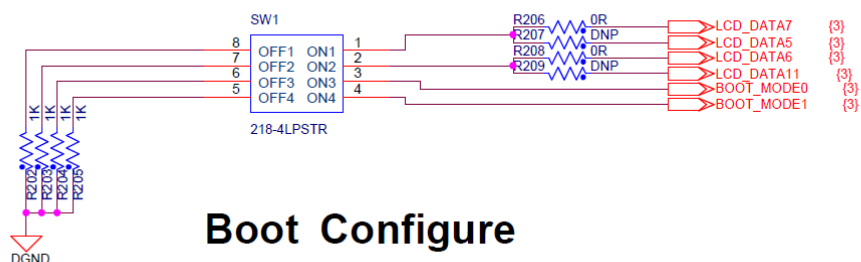 SW1
R206 0R LCD_DATA7 {3}
R207 DNP LCD_DATA5 {3}
R208 0R LCD_DATA6 {3}
R209 DNP LCD_DATA11 {3}
BOOT_MODE0 {3}
BOOT_MODE1 {3}
8 OFF1 ON1 1
7 OFF2 ON2 2
6 OFF3 ON3 3
5 OFF4 ON4 4
218-4LPSTR
1K 1K 1K 1K
R202 R203 R204 R205
Boot Configure
DGND